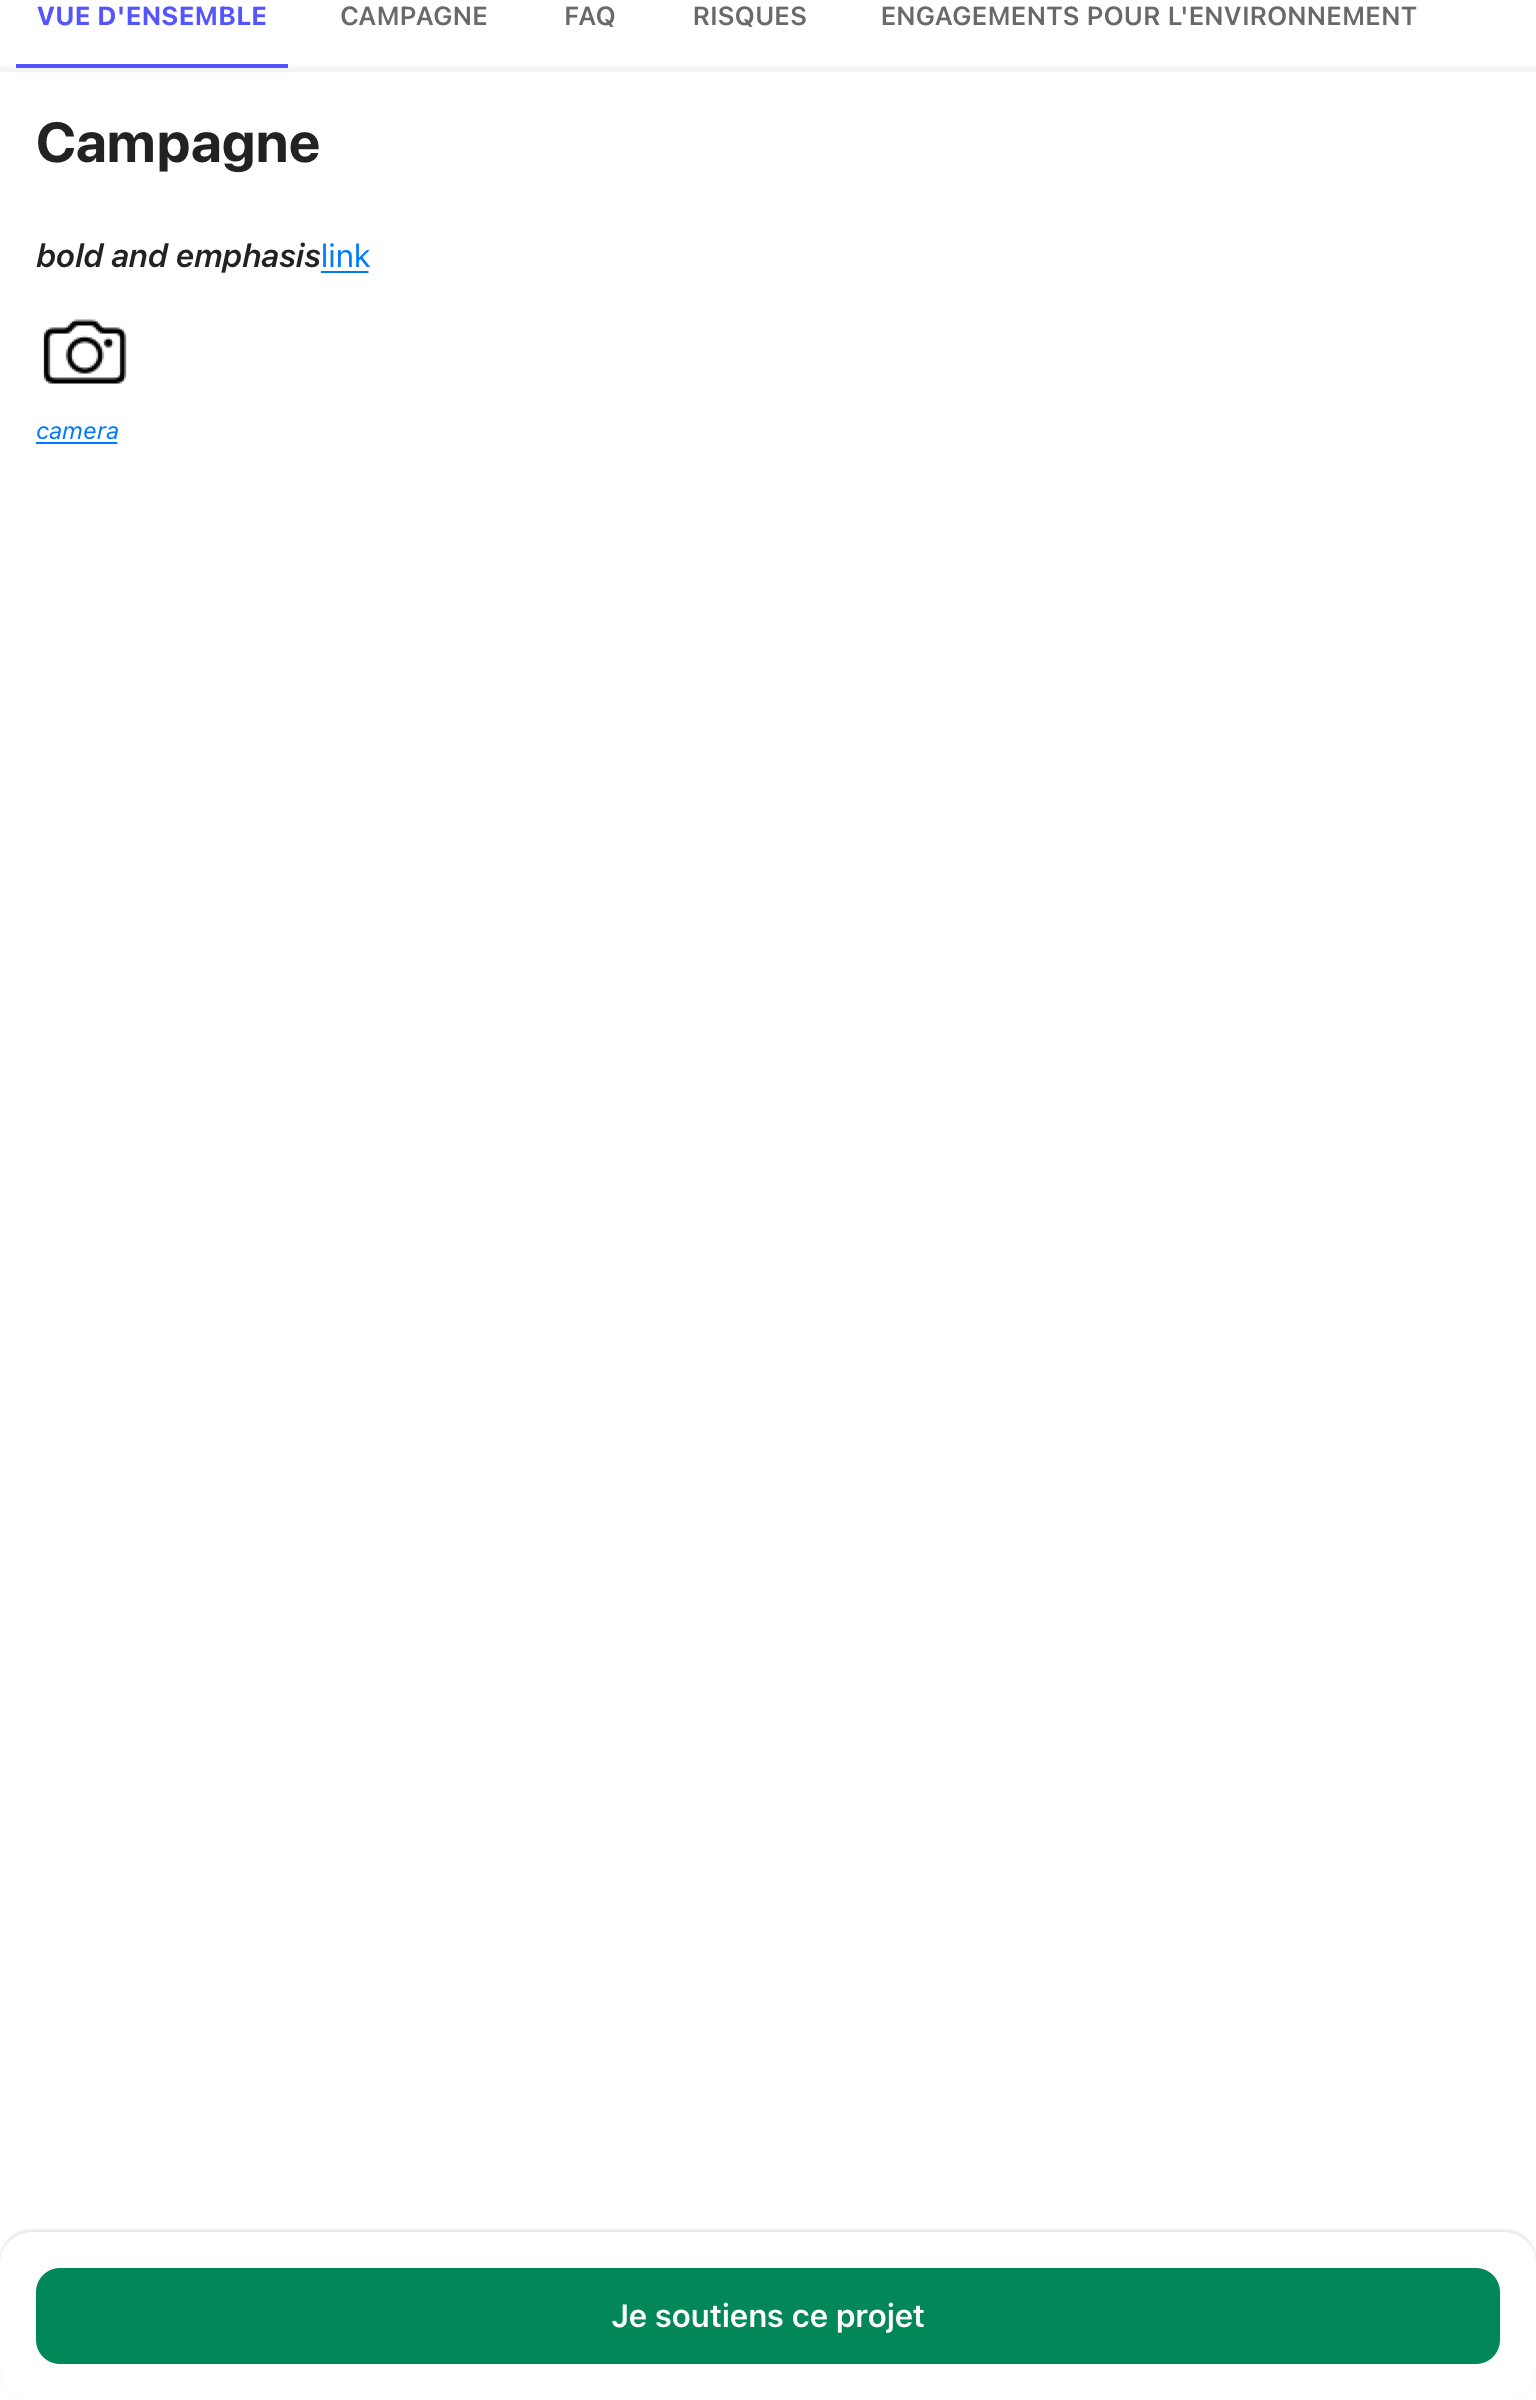 VUE D'ENSEMBLE CAMPAGNE FAQ RISQUES ENGAGEMENTS POUR L'ENVIRONNEMENT
Campagne
bold and emphasislink
camera
Je soutiens ce projet